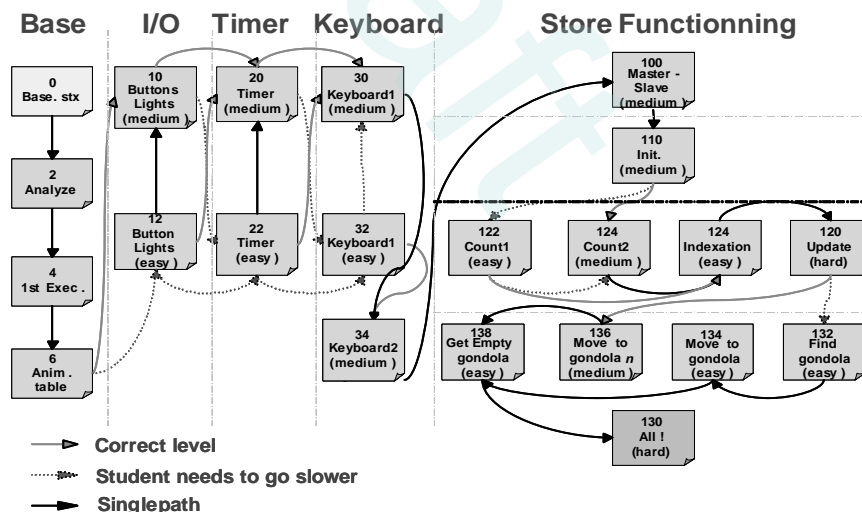 Base
I/O
Timer
Keyboard
Store Functionning
0
Base. stx
2
Analyze
4
1st Exec .
6
Anim .
table
10
Buttons
Lights
(medium )
12
Button
Lights
(easy )
20
Timer
(medium )
22
Timer
(easy )
30
Keyboard1
(medium )
32
Keyboard1
(easy )
34
Keyboard2
(medium )
100
Master -
Slave
(medium )
110
Init.
(medium )
122
Count1
(easy )
124
Count2
(medium )
124
Indexation
(easy )
120
Update
(hard)
138
Get Empty
gondola
(easy )
136
Move to
gondola n
(medium )
134
Move to
gondola
(easy )
132
Find
gondola
(easy )
130
All !
(hard)
Correct level
Student needs to go slower
Singlepath